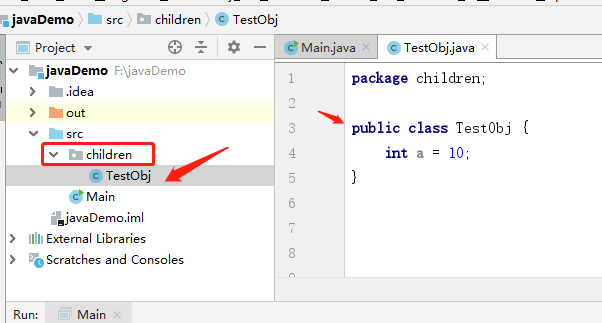 javaDemo src children TestObj
Project
javaDemo F:\javaDemo
.idea
out
src
children
TestObj
Main
javaDemo.iml
External Libraries
Scratches and Consoles
Main.java TestObj.java
1 package children;
2
3 public class TestObj {
4 int a = 10;
5 }
6
7
8
Run: Main